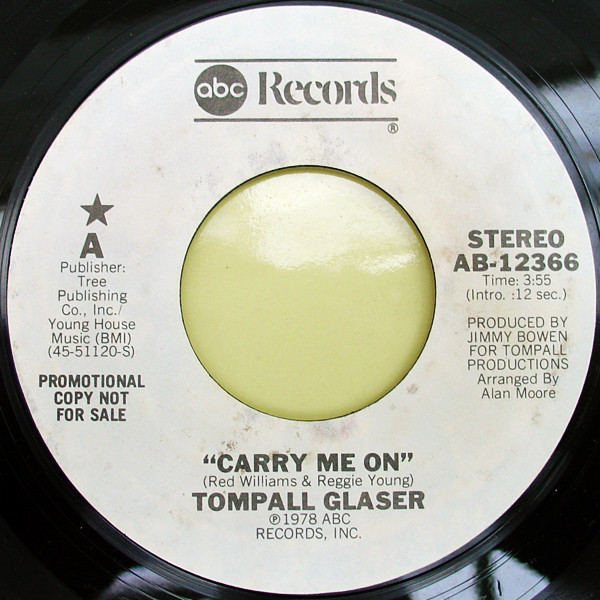 abc Records
®
A
Publisher:
Tree
Publishing
Co., Inc./
Young House
Music (BMI)
(45-51120-S)
PROMOTIONAL
COPY NOT
FOR SALE
STEREO
AB-12366
Time: 3:55
(Intro. :12 sec.)
PRODUCED BY
JIMMY BOWEN
FOR TOMPALL
PRODUCTIONS
Arranged By
Alan Moore
"CARRY ME ON"
(Red Williams & Reggie Young)
TOMPALL GLASER
℗1978 ABC
RECORDS, INC.